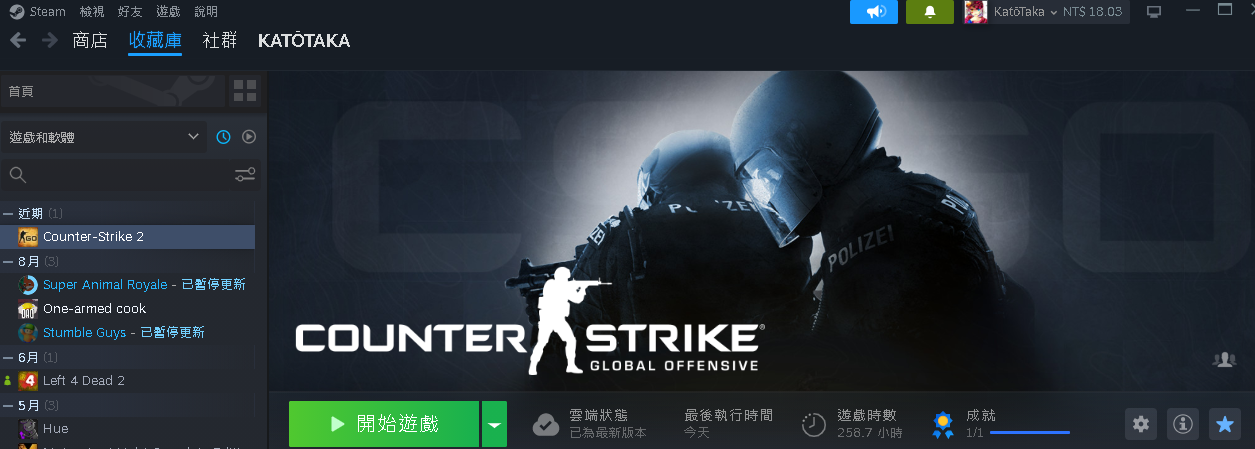 Steam 檢視 好友 遊戲 說明
KatōTaka NT$ 18.03
商店 收藏庫 社群 KATŌTAKA
首頁
遊戲和軟體
近期 (1)
Counter-Strike 2
8月 (3)
Super Animal Royale - 已暫停更新
One-armed cook
Stumble Guys - 已暫停更新
6月 (1)
Left 4 Dead 2
5月 (3)
Hue
CSGO
POLIZEI
POLIZEI
COUNTER STRIKE
GLOBAL OFFENSIVE
開始遊戲
雲端狀態
已為最新版本
最後執行時間
今天
遊戲時數
258.7 小時
成就
1/1